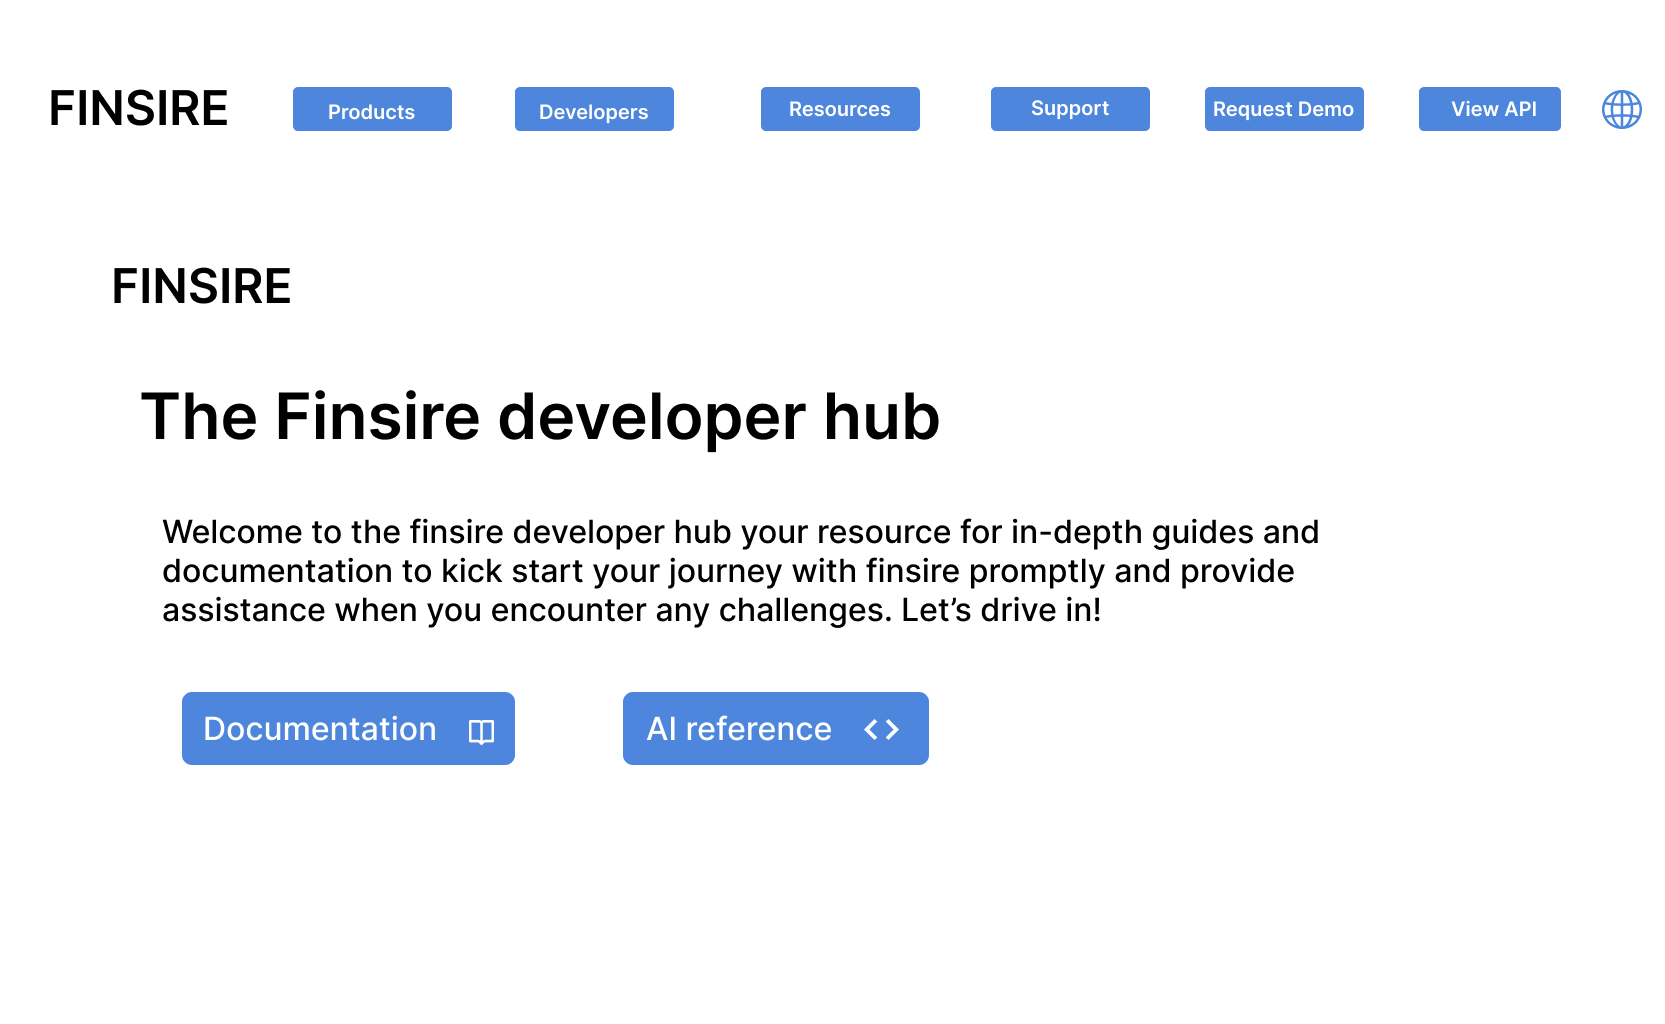 FINSIRE
Products
Developers
Resources
Support
Request Demo
View API
FINSIRE
The Finsire developer hub
Welcome to the finsire developer hub your resource for in-depth guides and
documentation to kick start your journey with finsire promptly and provide
assistance when you encounter any challenges. Let’s drive in!
Documentation
AI reference